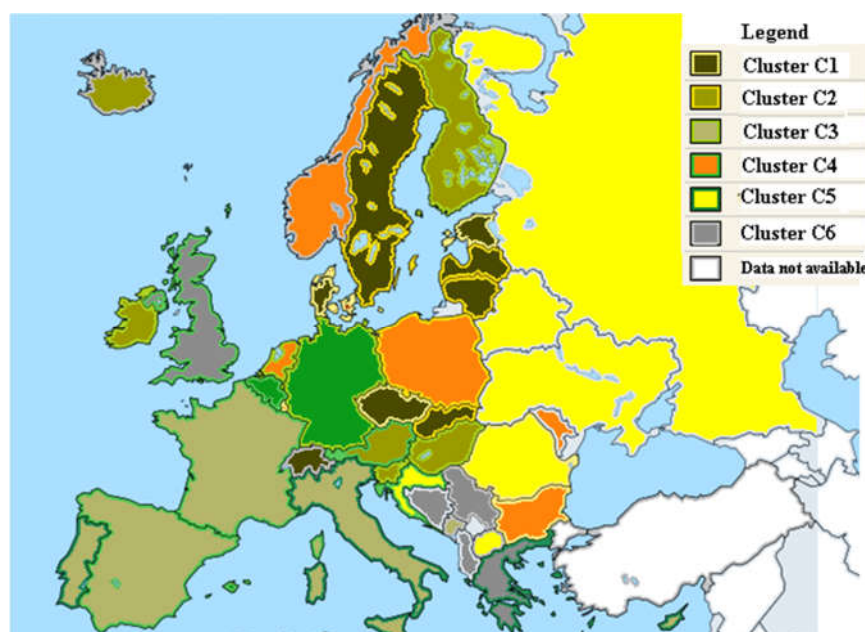 Legend
Cluster C1
Cluster C2
Cluster C3
Cluster C4
Cluster C5
Cluster C6
Data not available